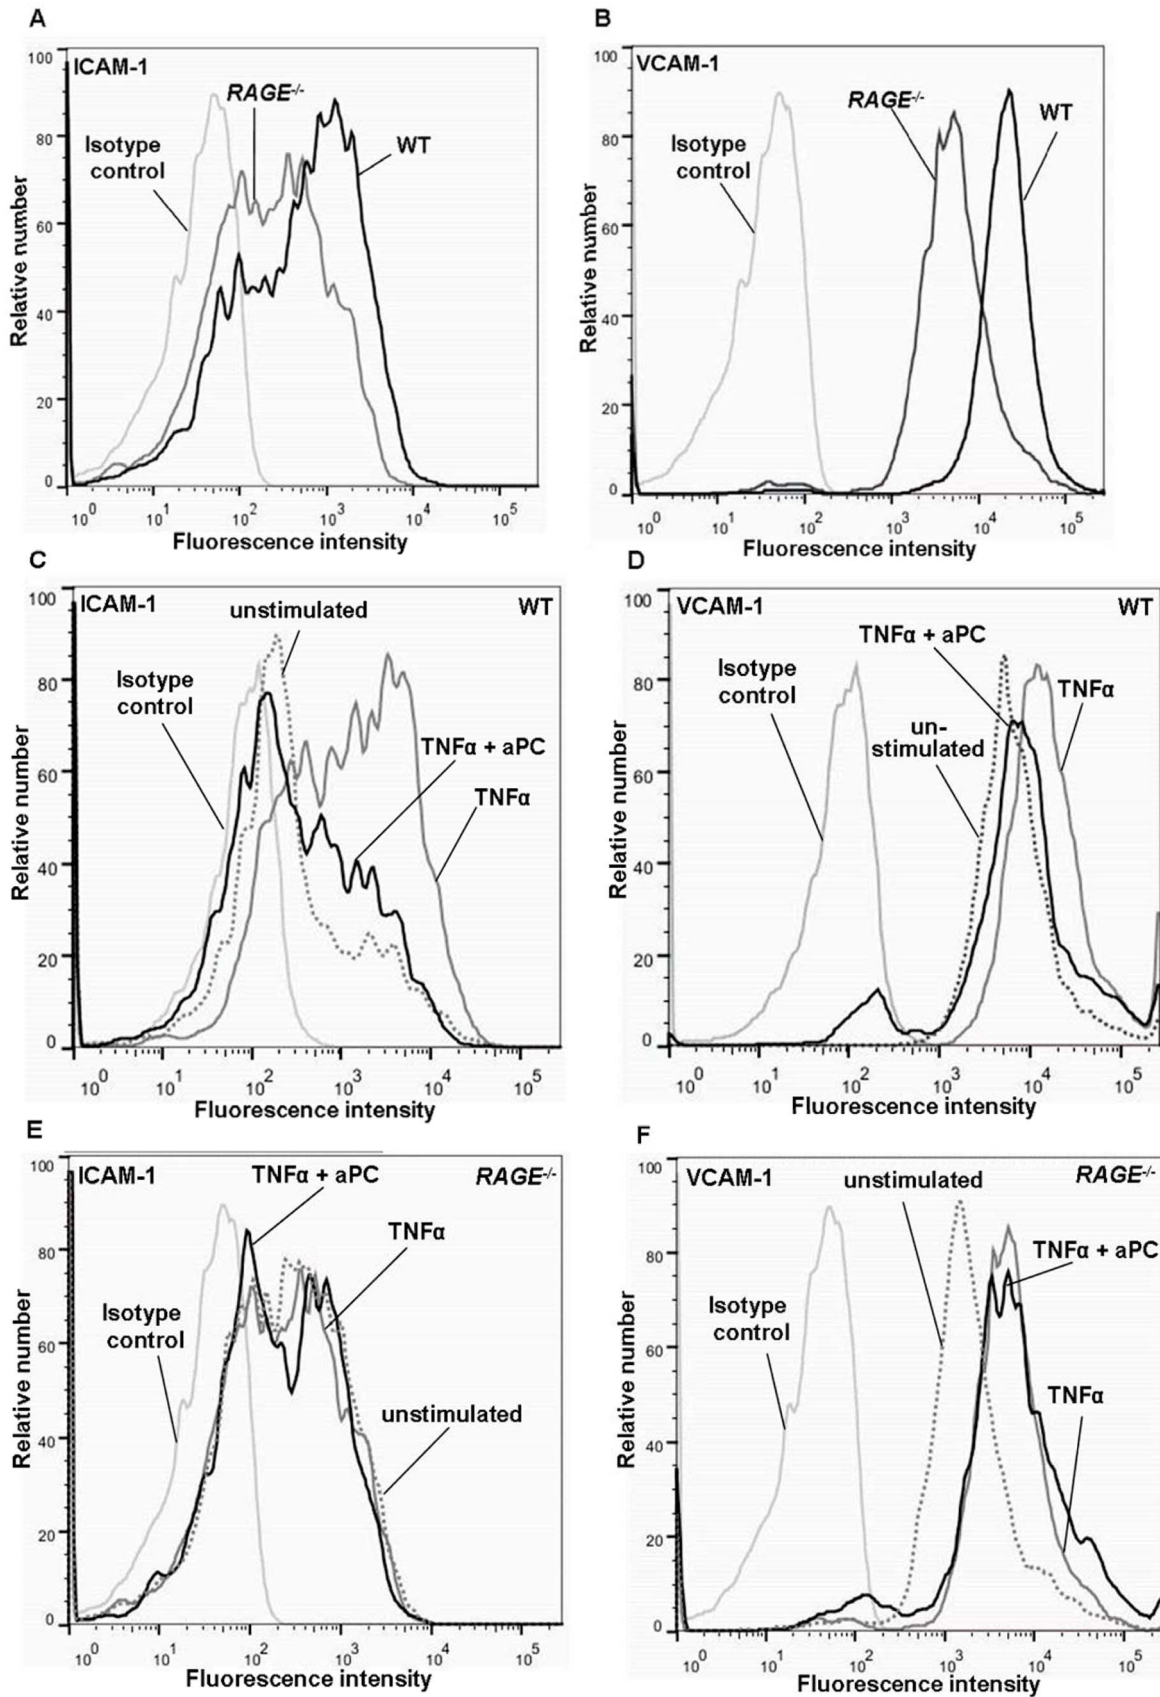 A
ICAM-1
RAGE-/-
Isotype
control
WT
100
80
60
40
20
0
Relative number
10^0 10^1 10^2 10^3 10^4 10^5
Fluorescence intensity
B
VCAM-1
RAGE-/-
Isotype
control
WT
100
80
60
40
20
0
Relative number
10^0 10^1 10^2 10^3 10^4 10^5
Fluorescence intensity
C
ICAM-1
unstimulated
WT
Isotype
control
TNFα + aPC
TNFα
100
80
60
40
20
0
Relative number
10^0 10^1 10^2 10^3 10^4 10^5
Fluorescence intensity
D
VCAM-1
WT
TNFα + aPC
Isotype
control
TNFα
un-
stimulated
100
80
60
40
20
0
Relative number
10^0 10^1 10^2 10^3 10^4 10^5
Fluorescence intensity
E
ICAM-1
TNFα + aPC
RAGE-/-
TNFα
Isotype
control
unstimulated
100
80
60
40
20
0
Relative number
10^0 10^1 10^2 10^3 10^4 10^5
Fluorescence intensity
F
VCAM-1
unstimulated
RAGE-/-
TNFα + aPC
Isotype
control
TNFα
100
80
60
40
20
0
Relative number
10^0 10^1 10^2 10^3 10^4 10^5
Fluorescence intensity